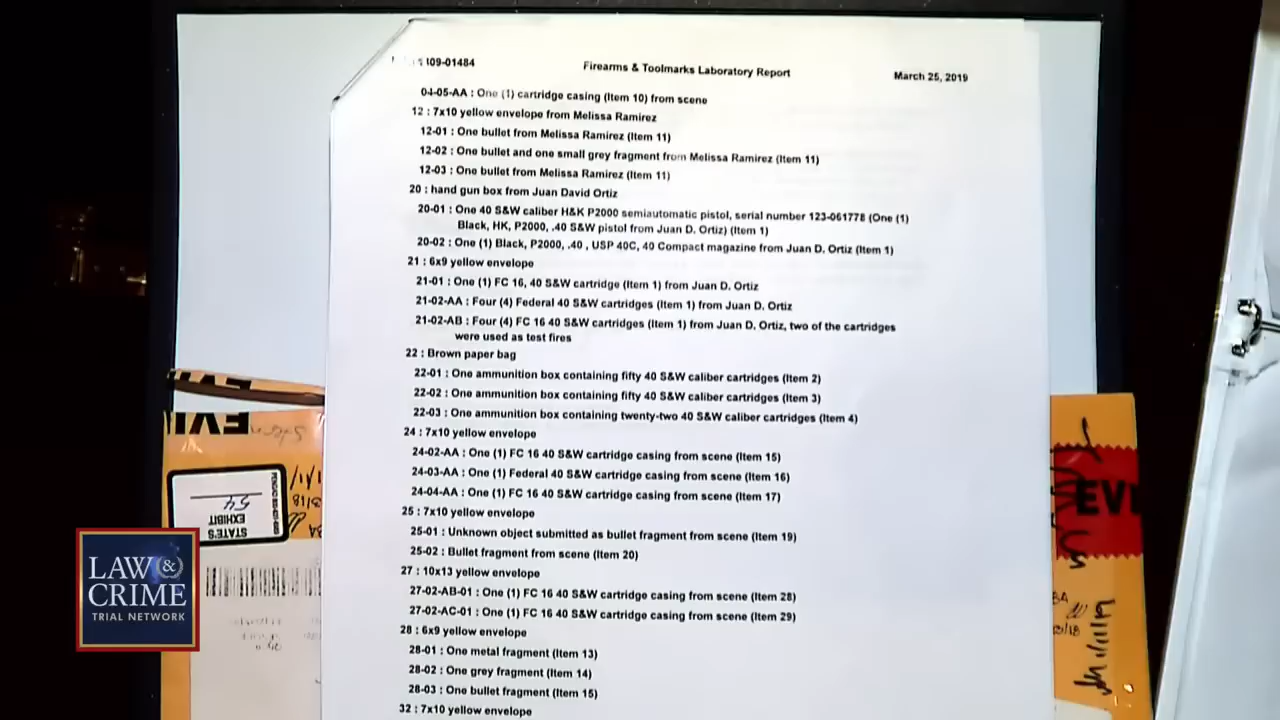 109-01484 Firearms & Toolmarks Laboratory Report March 25, 2019
04-05-AA : One (1) cartridge casing (Item 10) from scene
12 : 7x10 yellow envelope from Melissa Ramirez
12-01 : One bullet from Melissa Ramirez (Item 11)
12-02 : One bullet and one small grey fragment from Melissa Ramirez (Item 11)
12-03 : One bullet from Melissa Ramirez (Item 11)
20 : hand gun box from Juan David Ortiz
20-01 : One 40 S&W caliber H&K P2000 semiautomatic pistol, serial number 123-061778 (One (1)
Black, HK, P2000, .40 S&W pistol from Juan D. Ortiz) (Item 1)
20-02 : One (1) Black, P2000, .40 , USP 40C, 40 Compact magazine from Juan D. Ortiz (Item 1)
21 : 6x9 yellow envelope
21-01 : One (1) FC 16, 40 S&W cartridge (Item 1) from Juan D. Ortiz
21-02-AA : Four (4) Federal 40 S&W cartridges (Item 1) from Juan D. Ortiz
21-02-AB : Four (4) FC 16 40 S&W cartridges (Item 1) from Juan D. Ortiz, two of the cartridges
were used as test fires
22 : Brown paper bag
22-01 : One ammunition box containing fifty 40 S&W caliber cartridges (Item 2)
22-02 : One ammunition box containing fifty 40 S&W caliber cartridges (Item 3)
22-03 : One ammunition box containing twenty-two 40 S&W caliber cartridges (Item 4)
24 : 7x10 yellow envelope
24-02-AA : One (1) FC 16 40 S&W cartridge casing from scene (Item 15)
24-03-AA : One (1) Federal 40 S&W cartridge casing from scene (Item 16)
24-04-AA : One (1) FC 16 40 S&W cartridge casing from scene (Item 17)
25 : 7x10 yellow envelope
25-01 : Unknown object submitted as bullet fragment from scene (Item 19)
25-02 : Bullet fragment from scene (Item 20)
27 : 10x13 yellow envelope
27-02-AB-01 : One (1) FC 16 40 S&W cartridge casing from scene (Item 28)
27-02-AC-01 : One (1) FC 16 40 S&W cartridge casing from scene (Item 29)
28 : 6x9 yellow envelope
28-01 : One metal fragment (Item 13)
28-02 : One grey fragment (Item 14)
28-03 : One bullet fragment (Item 15)
32 : 7x10 yellow envelope
STATE'S
EXHIBIT
54
EVI
EVI
LAW &
CRIME
TRIAL NETWORK